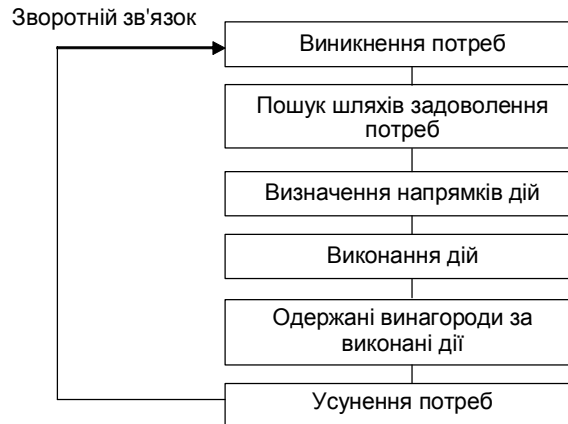 Зворотній зв'язок
Виникнення потреб
Пошук шляхів задоволення
потреб
Визначення напрямків дій
Виконання дій
Одержані винагороди за
виконані дії
Усунення потреб